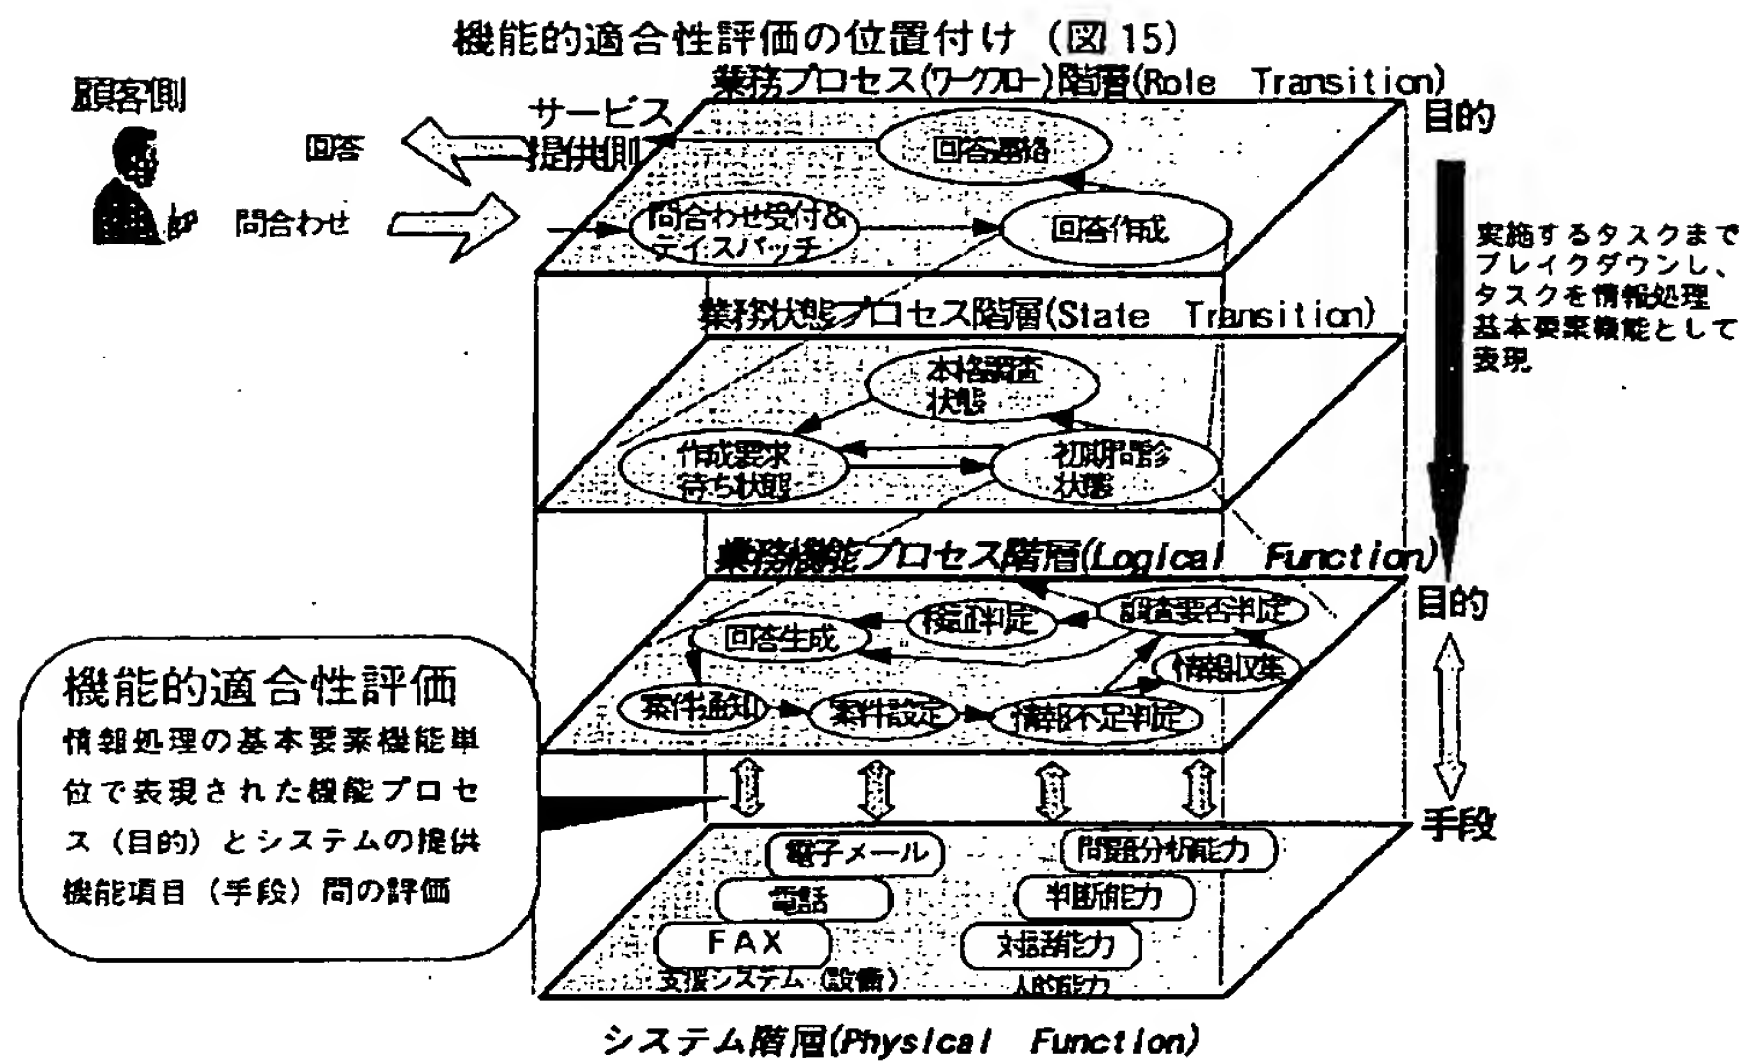 機能的適合性評価の位置付け（図15）
業務プロセス(ワークフロー)階層(Role Transition)
顧客側
サービス
提供側
目的
回答
回答連絡
問合わせ
問合わせ受付&
ディスパッチ
回答作成
実施するタスクまで
ブレイクダウンし、
タスクを情報処理
基本要素機能として
表現
業務状態プロセス階層(State Transition)
本格調査
状態
作成要求
待ち状態
初期問診
状態
業務機能プロセス階層(Logical Function)
目的
調査要否判定
検証判定
回答生成
情報収集
案件通知
案件設定
情報不足判定
機能的適合性評価
情報処理の基本要素機能単
位で表現された機能プロセ
ス（目的）とシステムの提供
機能項目（手段）間の評価
手段
電子メール
問題分析能力
電話
判断能力
FAX
対話能力
支援システム（設備）
人的能力
システム階層(Physical Function)